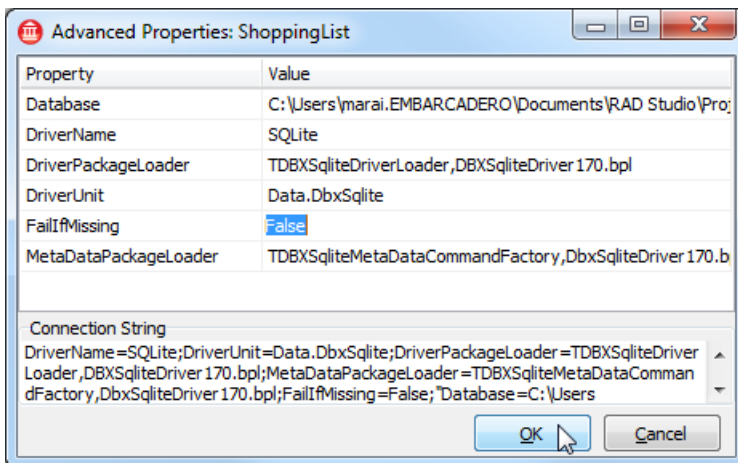 Advanced Properties: ShoppingList
Property Value
Database C:\Users\marai.EMBARCADERO\Documents\RAD Studio\Proj
DriverName SQLite
DriverPackageLoader TDBXSqliteDriverLoader,DBXSqliteDriver170.bpl
DriverUnit Data.DbxSqlite
FailIfMissing False
MetaDataPackageLoader TDBXSqliteMetaDataCommandFactory,DbxSqliteDriver170.b
Connection String
DriverName=SQLite;DriverUnit=Data.DbxSqlite;DriverPackageLoader=TDBXSqliteDriver
Loader,DBXSqliteDriver170.bpl;MetaDataPackageLoader=TDBXSqliteMetaDataComman
dFactory,DbxSqliteDriver170.bpl;FailIfMissing=False;"Database=C:\Users
OK Cancel